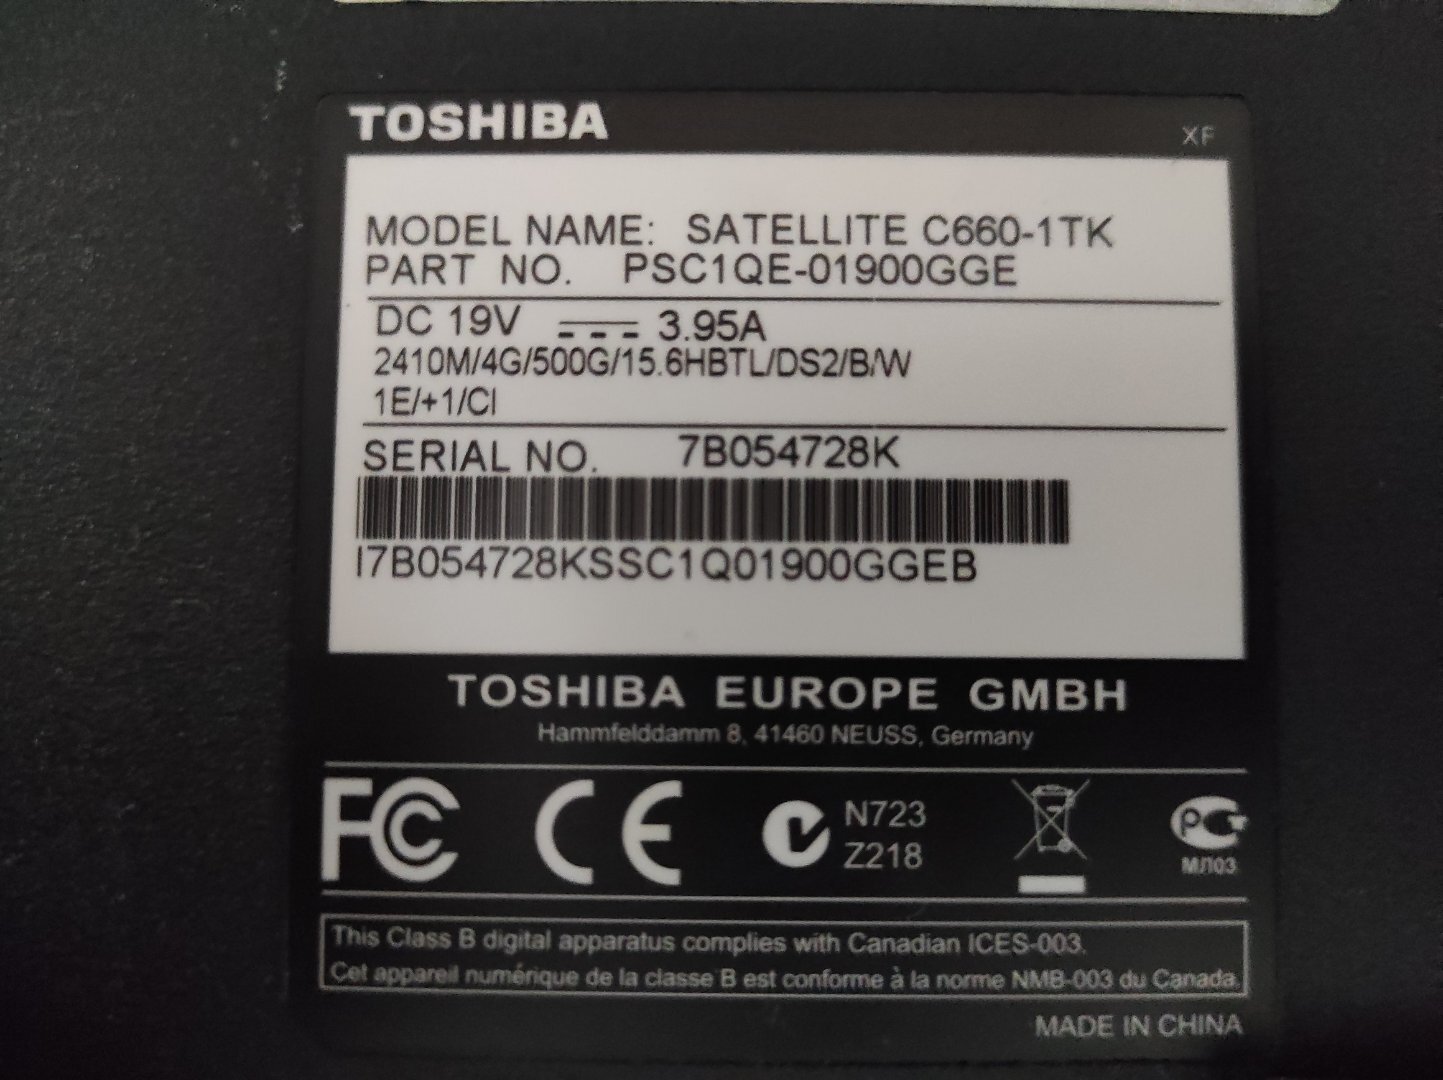 TOSHIBA
XF
MODEL NAME: SATELLITE C660-1TK
PART NO. PSC1QE-01900GGE
DC 19V 3.95A
2410M/4G/500G/15.6HBTL/DS2/B/W
1E/+1/CI
SERIAL NO. 7B054728K
I7B054728KSSC1Q01900GGEB
TOSHIBA EUROPE GMBH
Hammfelddamm 8, 41460 NEUSS, Germany
FC CE N723
Z218
PC
МЛ03
This Class B digital apparatus complies with Canadian ICES-003.
Cet appareil numérique de la classe B est conforme à la norme NMB-003 du Canada.
MADE IN CHINA